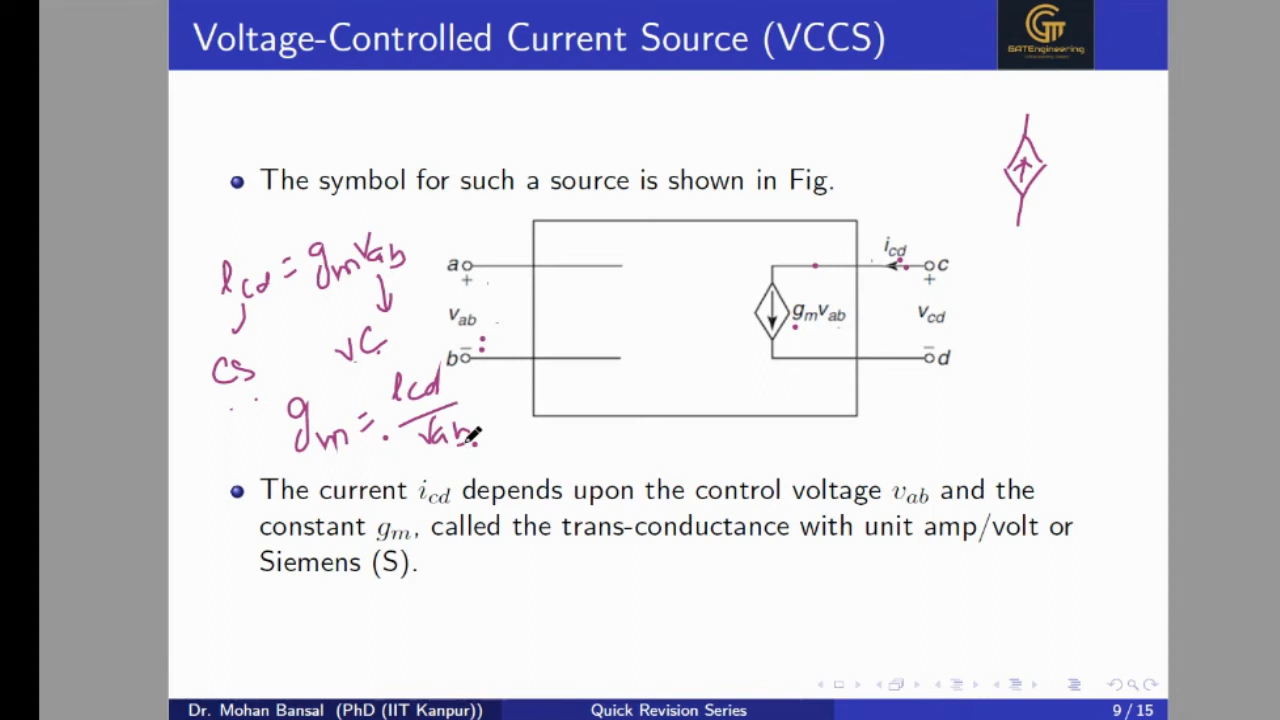 Voltage-Controlled Current Source (VCCS)
GATEngineering
The symbol for such a source is shown in Fig.
icd = gm Vab
CS
VC
gm = icd / Vab
a
+
vab
b
−
gmvab
icd
c
+
vcd
−
d
The current icd depends upon the control voltage vab and the
constant gm, called the trans-conductance with unit amp/volt or
Siemens (S).
Dr. Mohan Bansal (PhD (IIT Kanpur)) Quick Revision Series 9 / 15